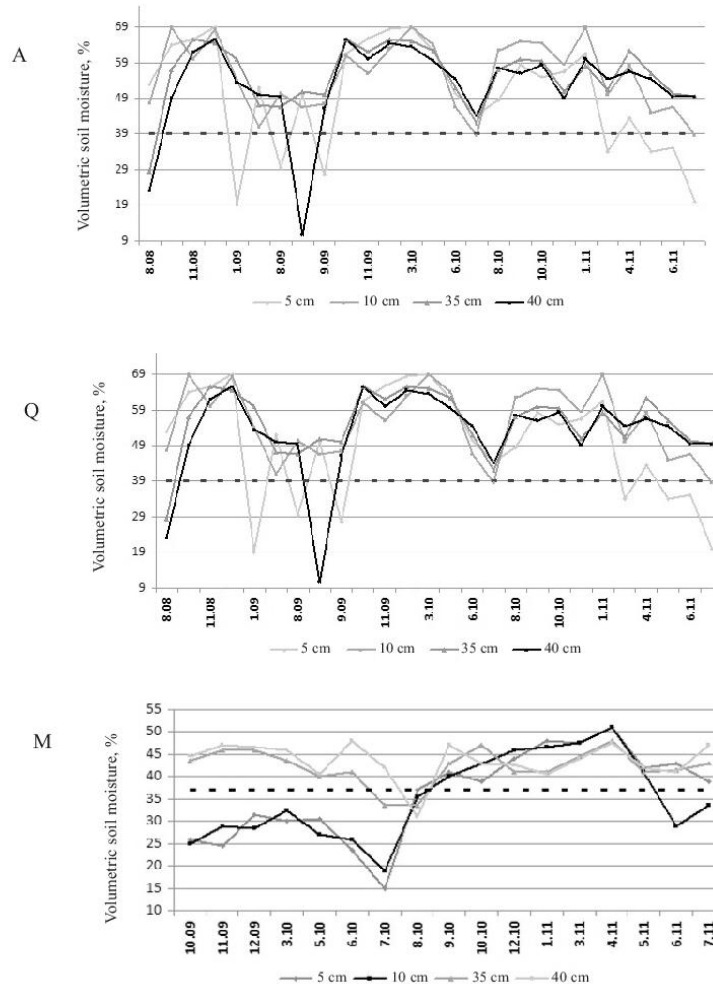 A
Volumetric soil moisture, %
59
59
49
39
29
19
9
8.08 11.08 1.09 8.09 9.09 11.09 3.10 6.10 8.10 10.10 1.11 4.11 6.11
5 cm 10 cm 35 cm 40 cm
Q
Volumetric soil moisture, %
69
59
49
39
29
19
9
8.08 11.08 1.09 8.09 9.09 11.09 3.10 6.10 8.10 10.10 1.11 4.11 6.11
5 cm 10 cm 35 cm 40 cm
M
Volumetric soil moisture, %
55
50
45
40
35
30
25
20
15
10
10.09 11.09 12.09 3.10 5.10 6.10 7.10 8.10 9.10 10.10 12.10 1.11 3.11 4.11 5.11 6.11 7.11
5 cm 10 cm 35 cm 40 cm